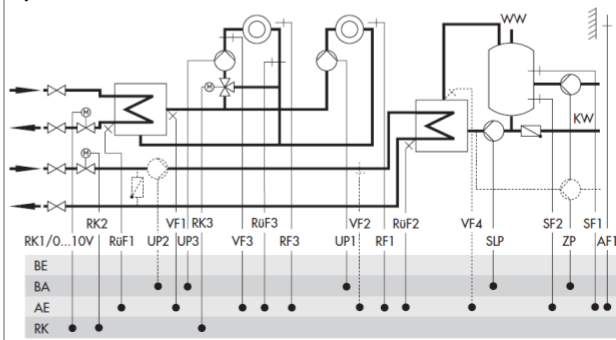 WW
M
KW
M
M
RK2 VF1 RK3 RüF3 VF2 RüF2 VF4 SF2 SF1
RK1/0...10V RüF1 UP2 UP3 VF3 RF3 UP1 RF1 SLP ZP AF1
BE
BA
AE
RK